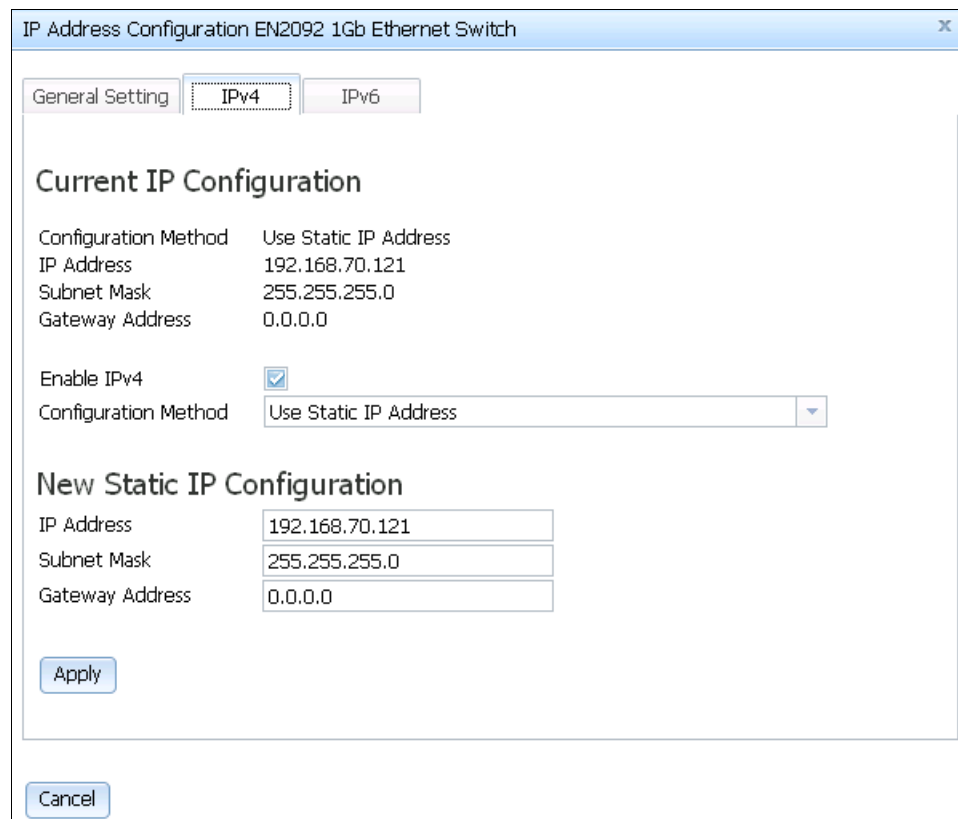 IP Address Configuration EN2092 1Gb Ethernet Switch x
General Setting IPv4 IPv6
Current IP Configuration
Configuration Method Use Static IP Address
IP Address 192.168.70.121
Subnet Mask 255.255.255.0
Gateway Address 0.0.0.0
Enable IPv4
Configuration Method Use Static IP Address
New Static IP Configuration
IP Address 192.168.70.121
Subnet Mask 255.255.255.0
Gateway Address 0.0.0.0
Apply
Cancel